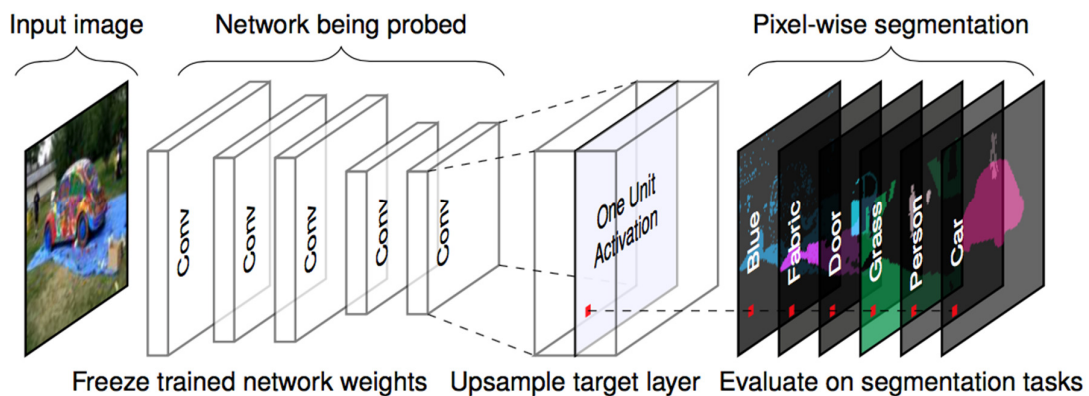 Input image
Network being probed
Pixel-wise segmentation
Conv
Conv
Conv
Conv
Conv
One Unit
Activation
Blue
Fabric
Door
Grass
Person
Car
Freeze trained network weights
Upsample target layer
Evaluate on segmentation tasks